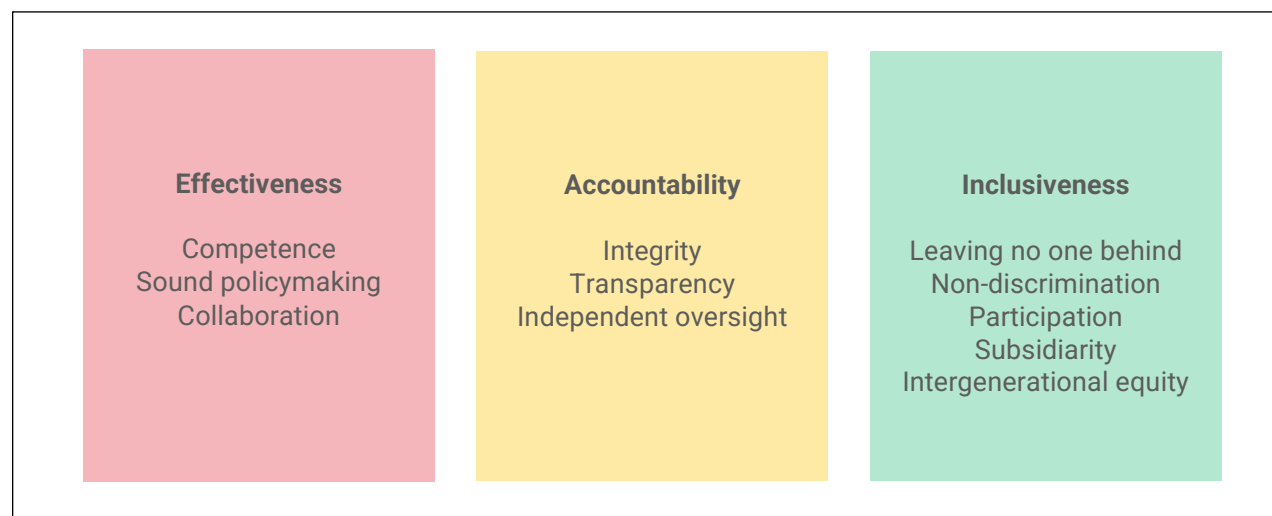 Effectiveness
Competence
Sound policymaking
Collaboration
Accountability
Integrity
Transparency
Independent oversight
Inclusiveness
Leaving no one behind
Non-discrimination
Participation
Subsidiarity
Intergenerational equity